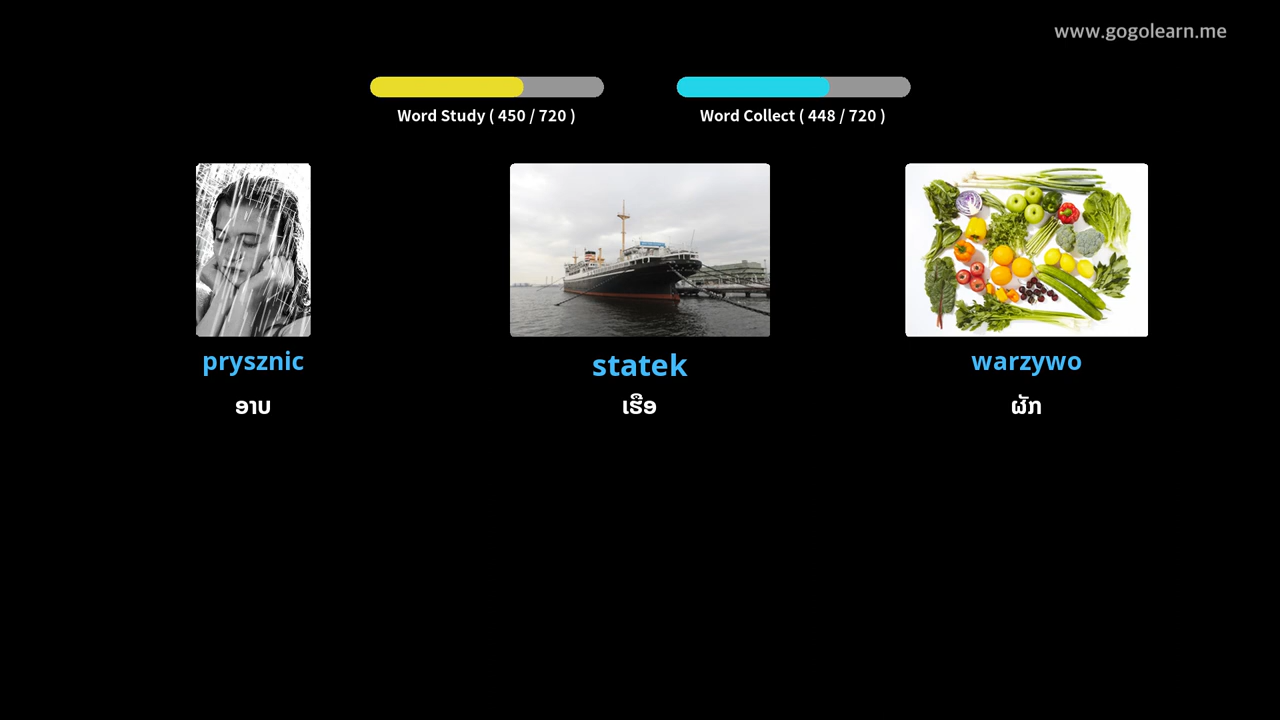 www.gogolearn.me
Word Study ( 450 / 720 )
Word Collect ( 448 / 720 )
prysznic
statek
warzywo
ອາບ
ເຮືອ
ຜັກ